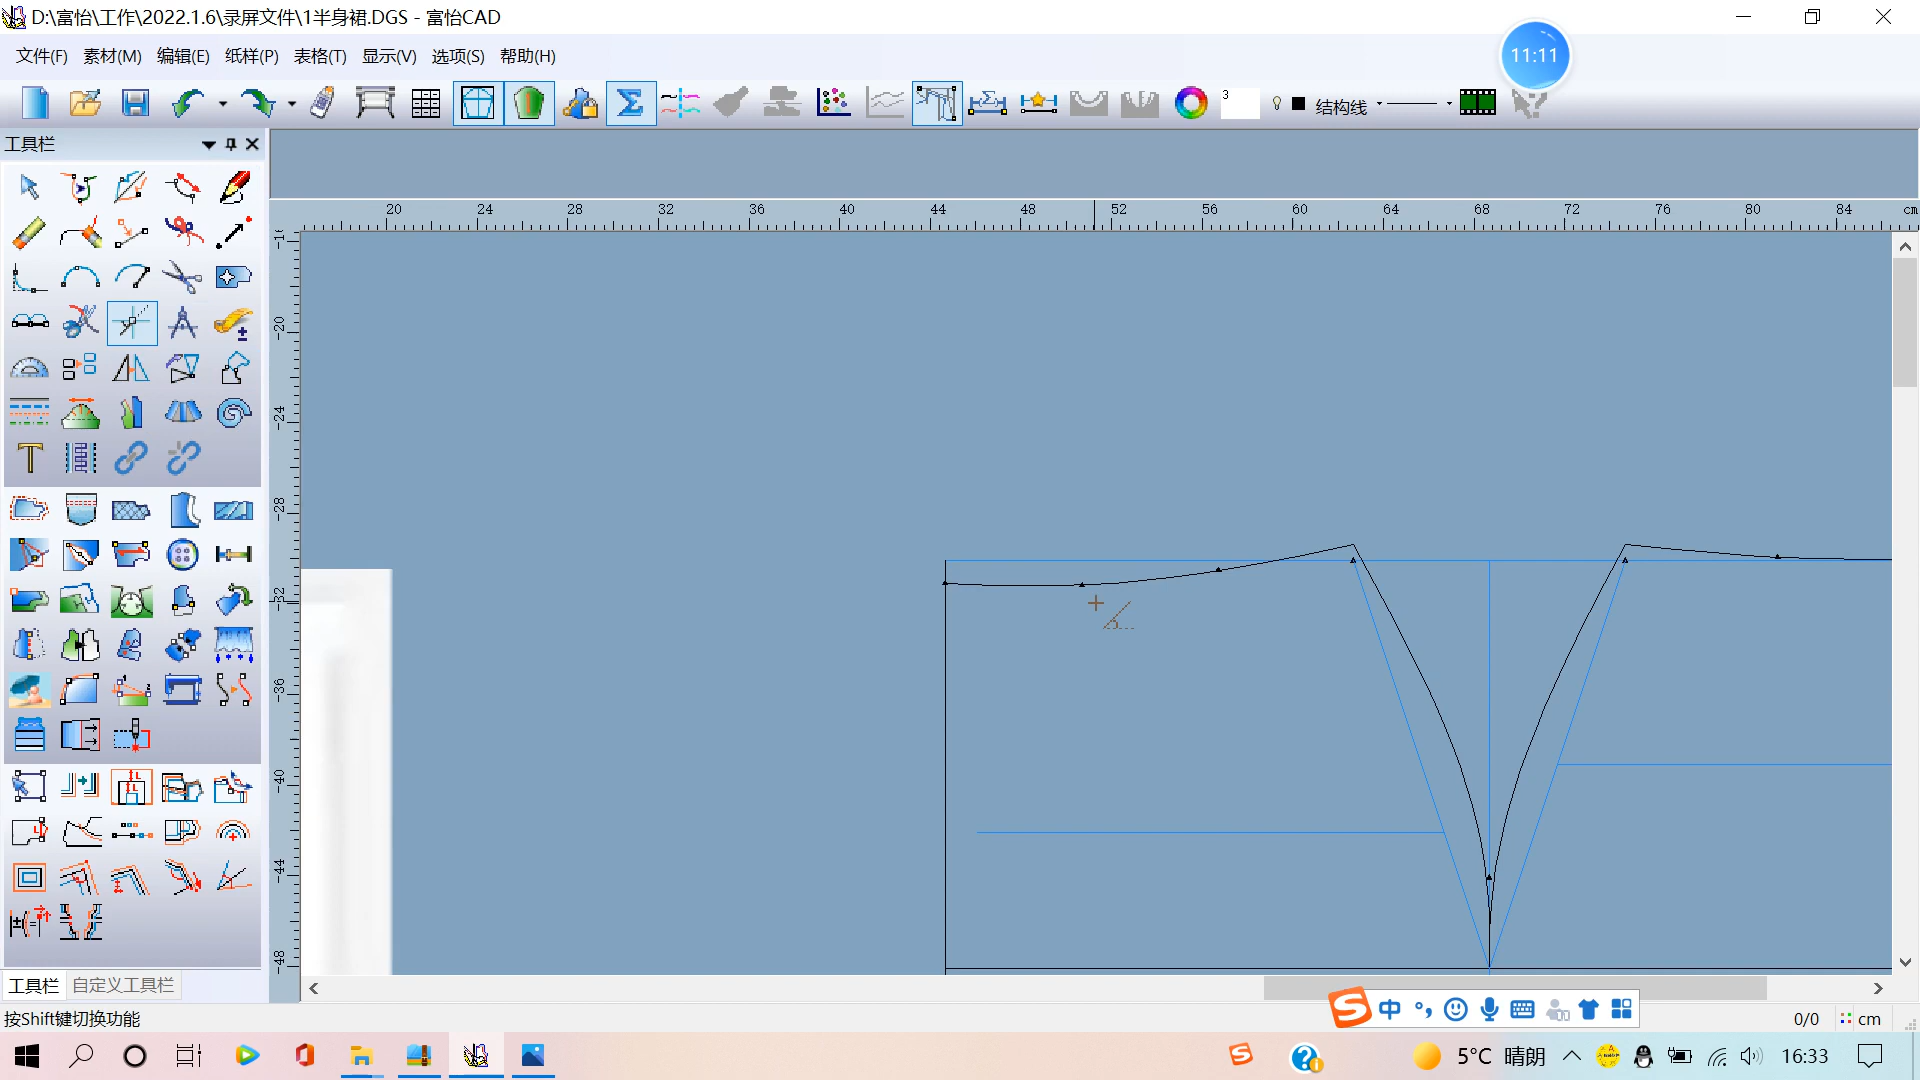 D:\富怡\工作\2022.1.6\录屏文件\1半身裙.DGS - 富怡CAD
文件(F) 素材(M) 编辑(E) 纸样(P) 表格(T) 显示(V) 选项(S) 帮助(H)
11:11
3
结构线
工具栏
20 24 28 32 36 40 44 48 52 56 60 64 68 72 76 80 84 cm
-20
-24
-28
-32
-36
-40
-44
-48
工具栏 自定义工具栏
中
按Shift键切换功能
0/0 cm
5°C 晴朗
16:33